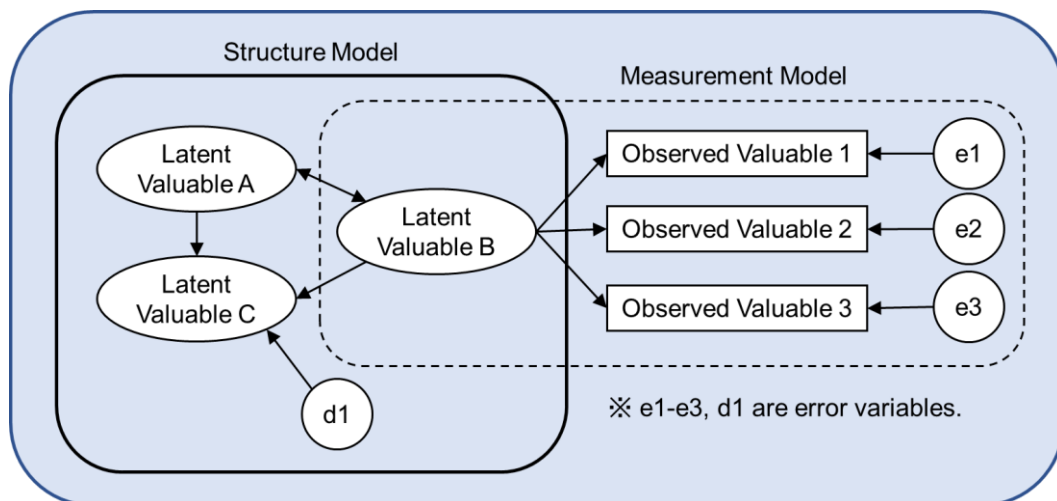 Structure Model
Measurement Model
Latent
Valuable A
Latent
Valuable B
Latent
Valuable C
d1
Observed Valuable 1
e1
Observed Valuable 2
e2
Observed Valuable 3
e3
※ e1-e3, d1 are error variables.